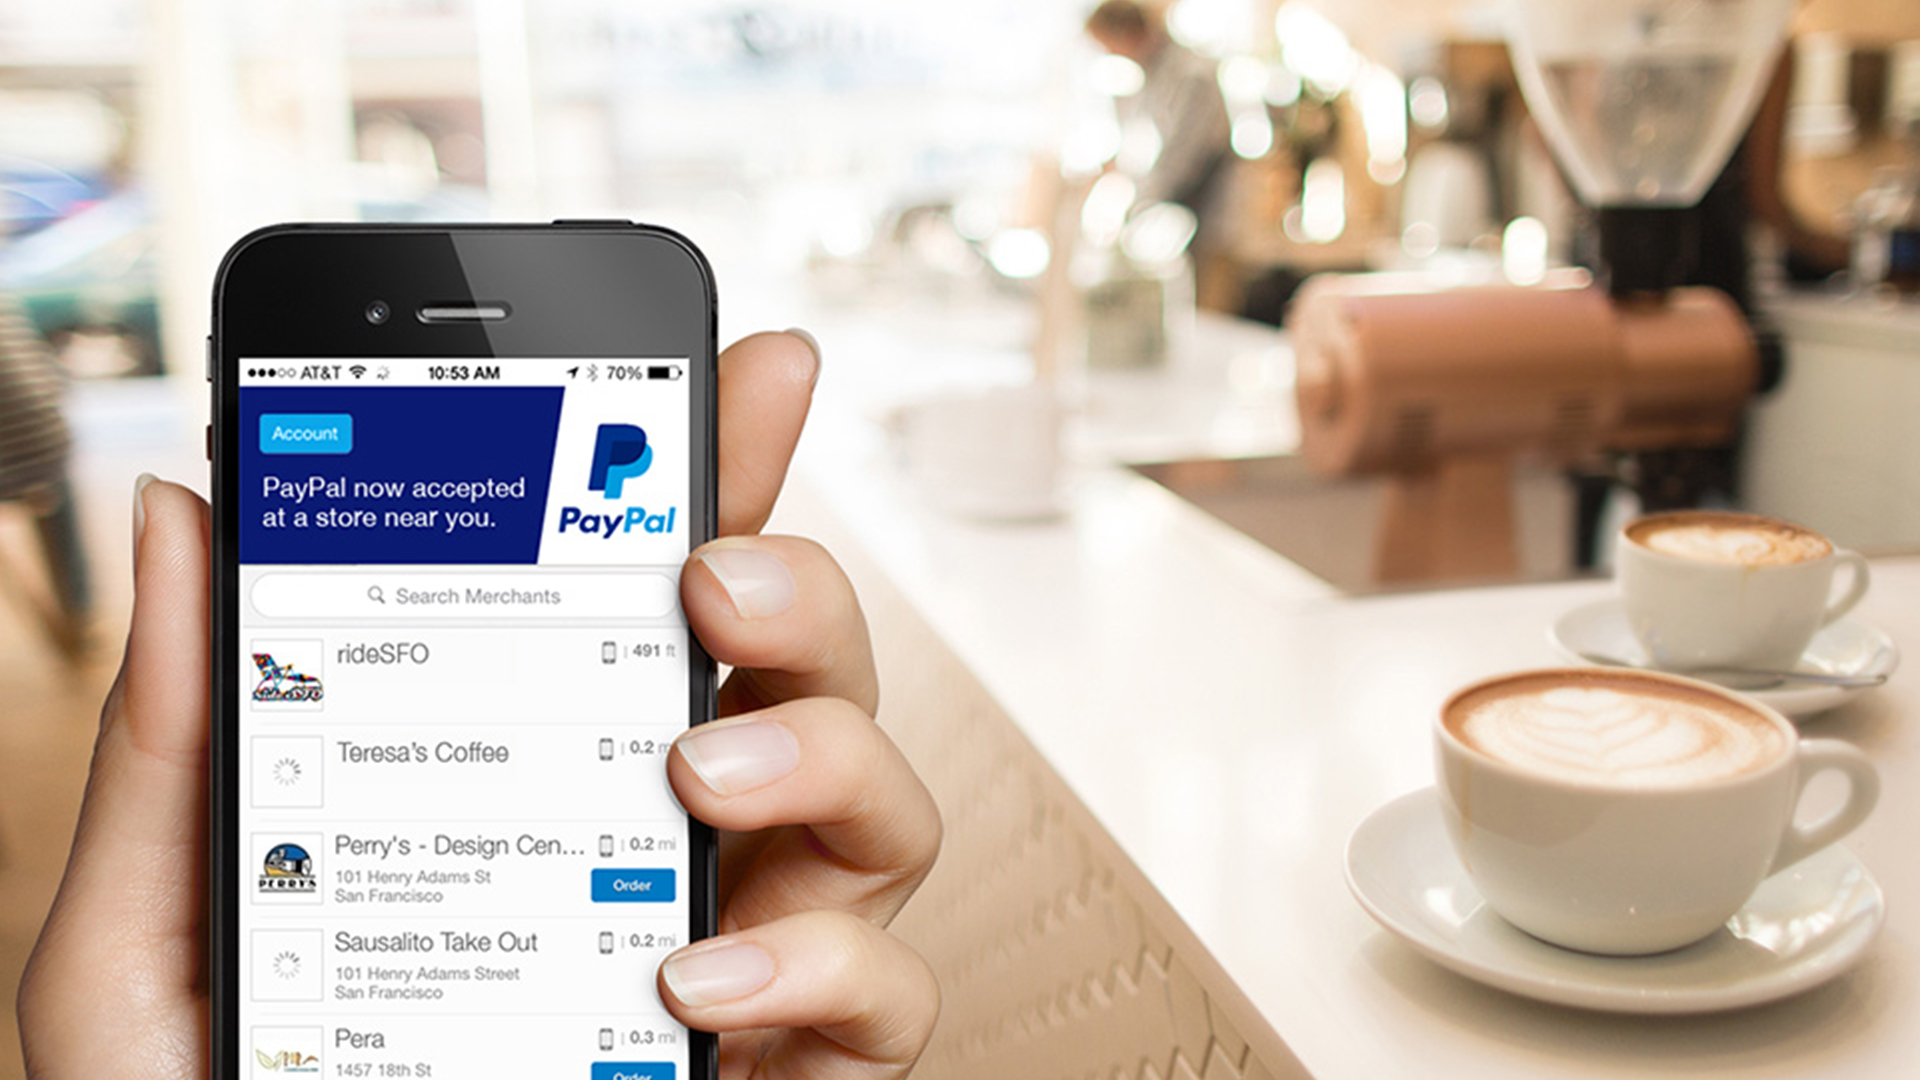 AT&T 10:53 AM 70%
Account
PayPal now accepted
at a store near you.
PayPal
Search Merchants
rideSFO 491 ft
Teresa's Coffee 0.2
Perry's - Design Cen... 0.2 mi
101 Henry Adams St
San Francisco
Order
PERRY'S
Sausalito Take Out 0.2 mi
101 Henry Adams Street
San Francisco
Pera 0.3 mi
1457 18th St
Order